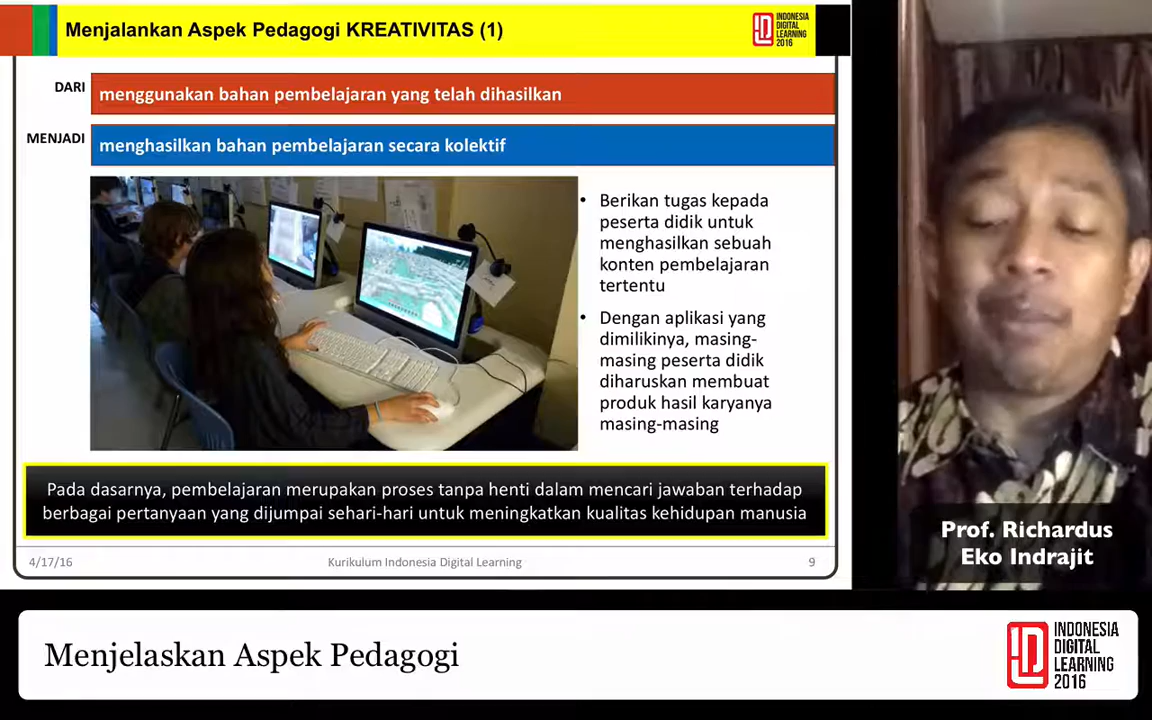 Menjalankan Aspek Pedagogi KREATIVITAS (1)
INDONESIA
DIGITAL
LEARNING
2016
DARI
menggunakan bahan pembelajaran yang telah dihasilkan
MENJADI
menghasilkan bahan pembelajaran secara kolektif
• Berikan tugas kepada
peserta didik untuk
menghasilkan sebuah
konten pembelajaran
tertentu
• Dengan aplikasi yang
dimilikinya, masing-
masing peserta didik
diharuskan membuat
produk hasil karyanya
masing-masing
Pada dasarnya, pembelajaran merupakan proses tanpa henti dalam mencari jawaban terhadap
berbagai pertanyaan yang dijumpai sehari-hari untuk meningkatkan kualitas kehidupan manusia
4/17/16
Kurikulum Indonesia Digital Learning
9
Prof. Richardus
Eko Indrajit
Menjelaskan Aspek Pedagogi
INDONESIA
DIGITAL
LEARNING
2016